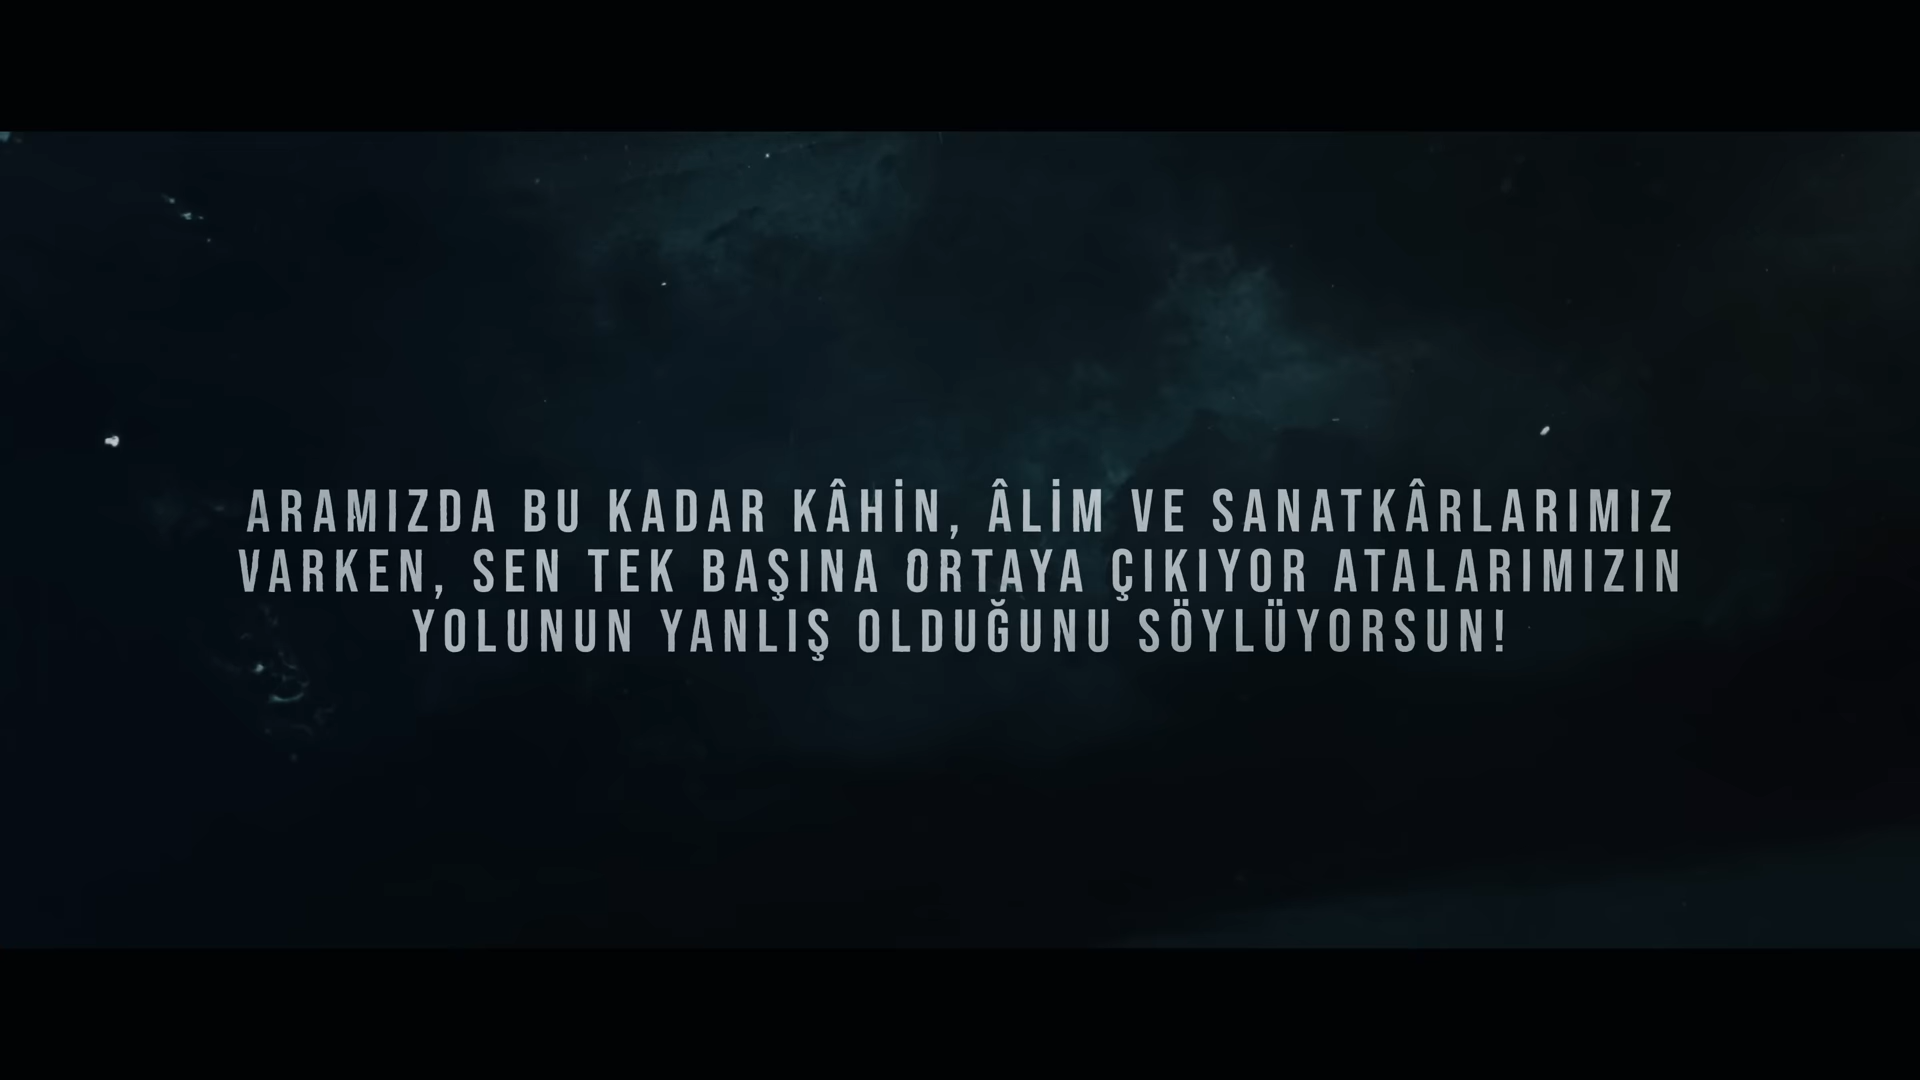 ARAMIZDA BU KADAR KÂHİN, ÂLİM VE SANATKÂRLARIMIZ
VARKEN, SEN TEK BAŞINA ORTAYA ÇIKIYOR ATALARIMIZIN
YOLUNUN YANLIŞ OLDUĞUNU SÖYLÜYORSUN!